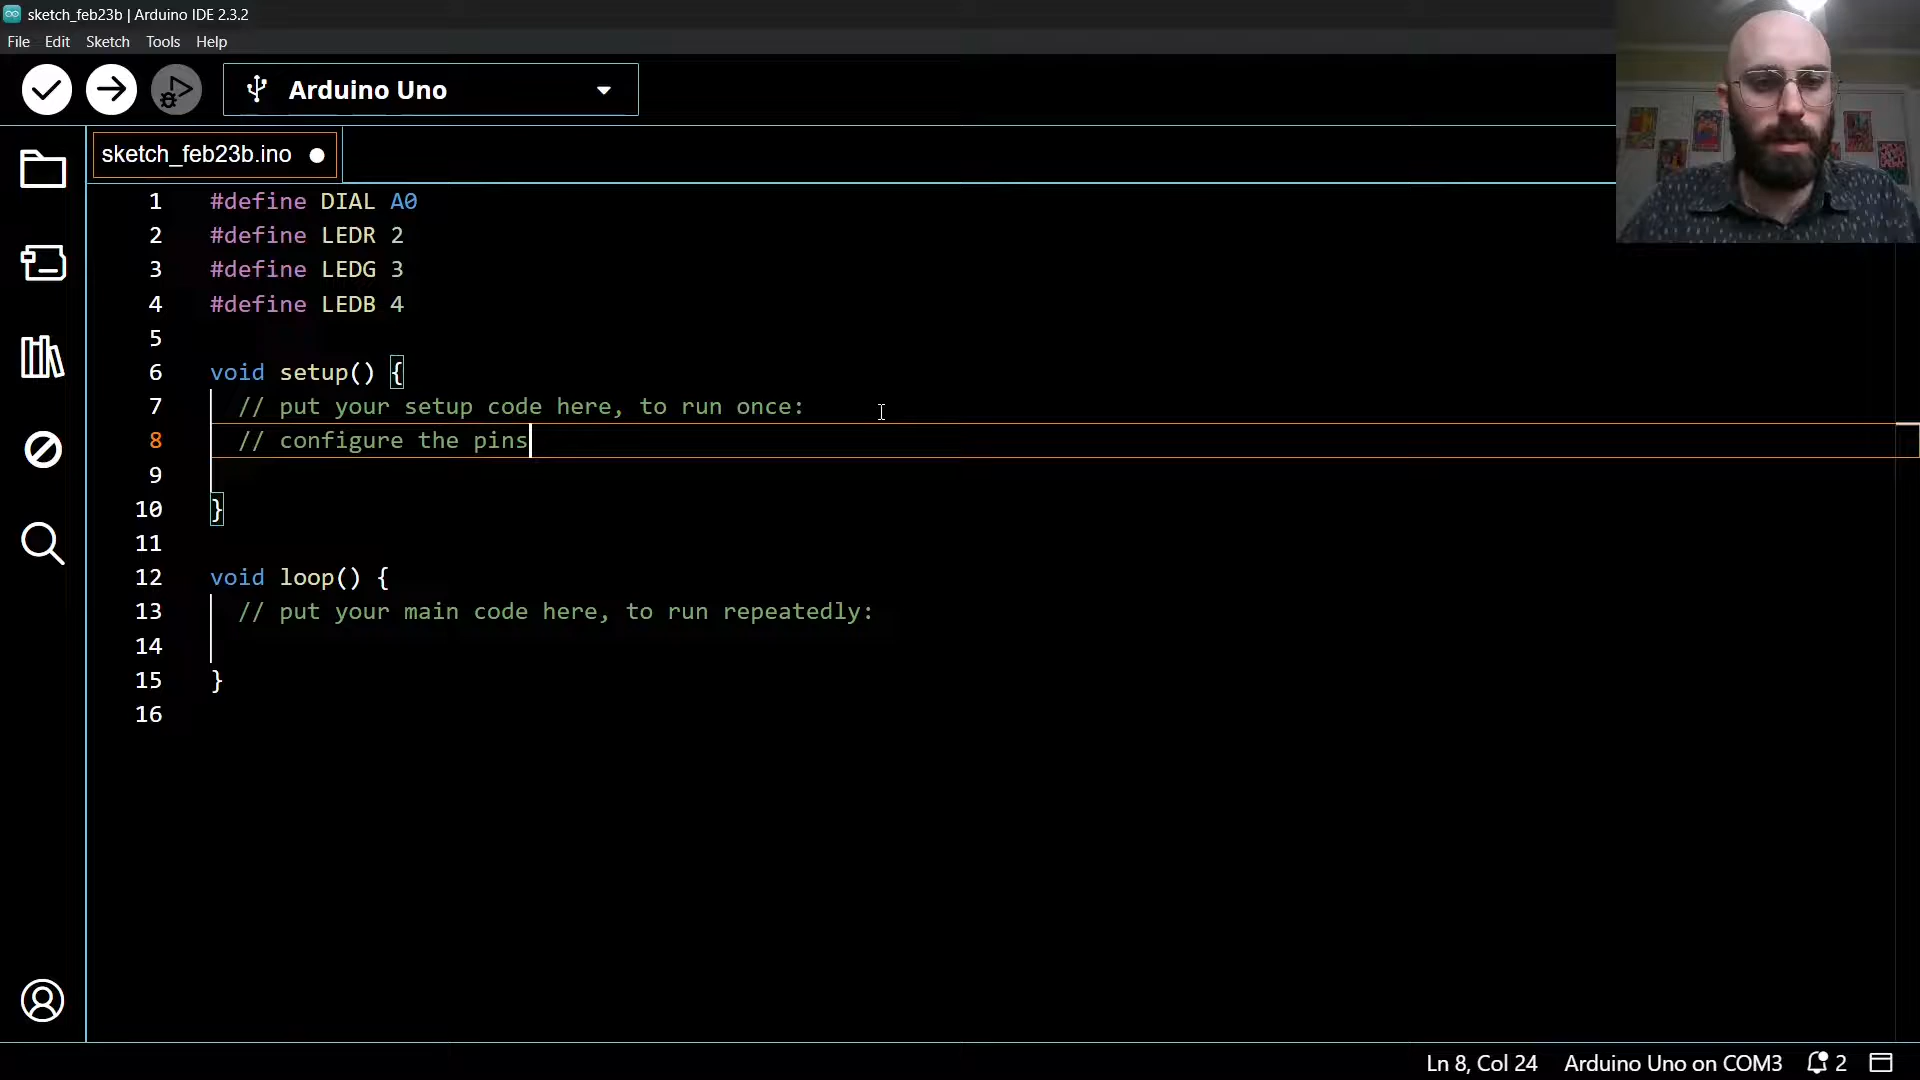 sketch_feb23b | Arduino IDE 2.3.2
File Edit Sketch Tools Help
Arduino Uno
sketch_feb23b.ino
1 #define DIAL A0
2 #define LEDR 2
3 #define LEDG 3
4 #define LEDB 4
5
6 void setup() {
7 // put your setup code here, to run once:
8 // configure the pins
9
10 }
11
12 void loop() {
13 // put your main code here, to run repeatedly:
14
15 }
16
Ln 8, Col 24 Arduino Uno on COM3 2